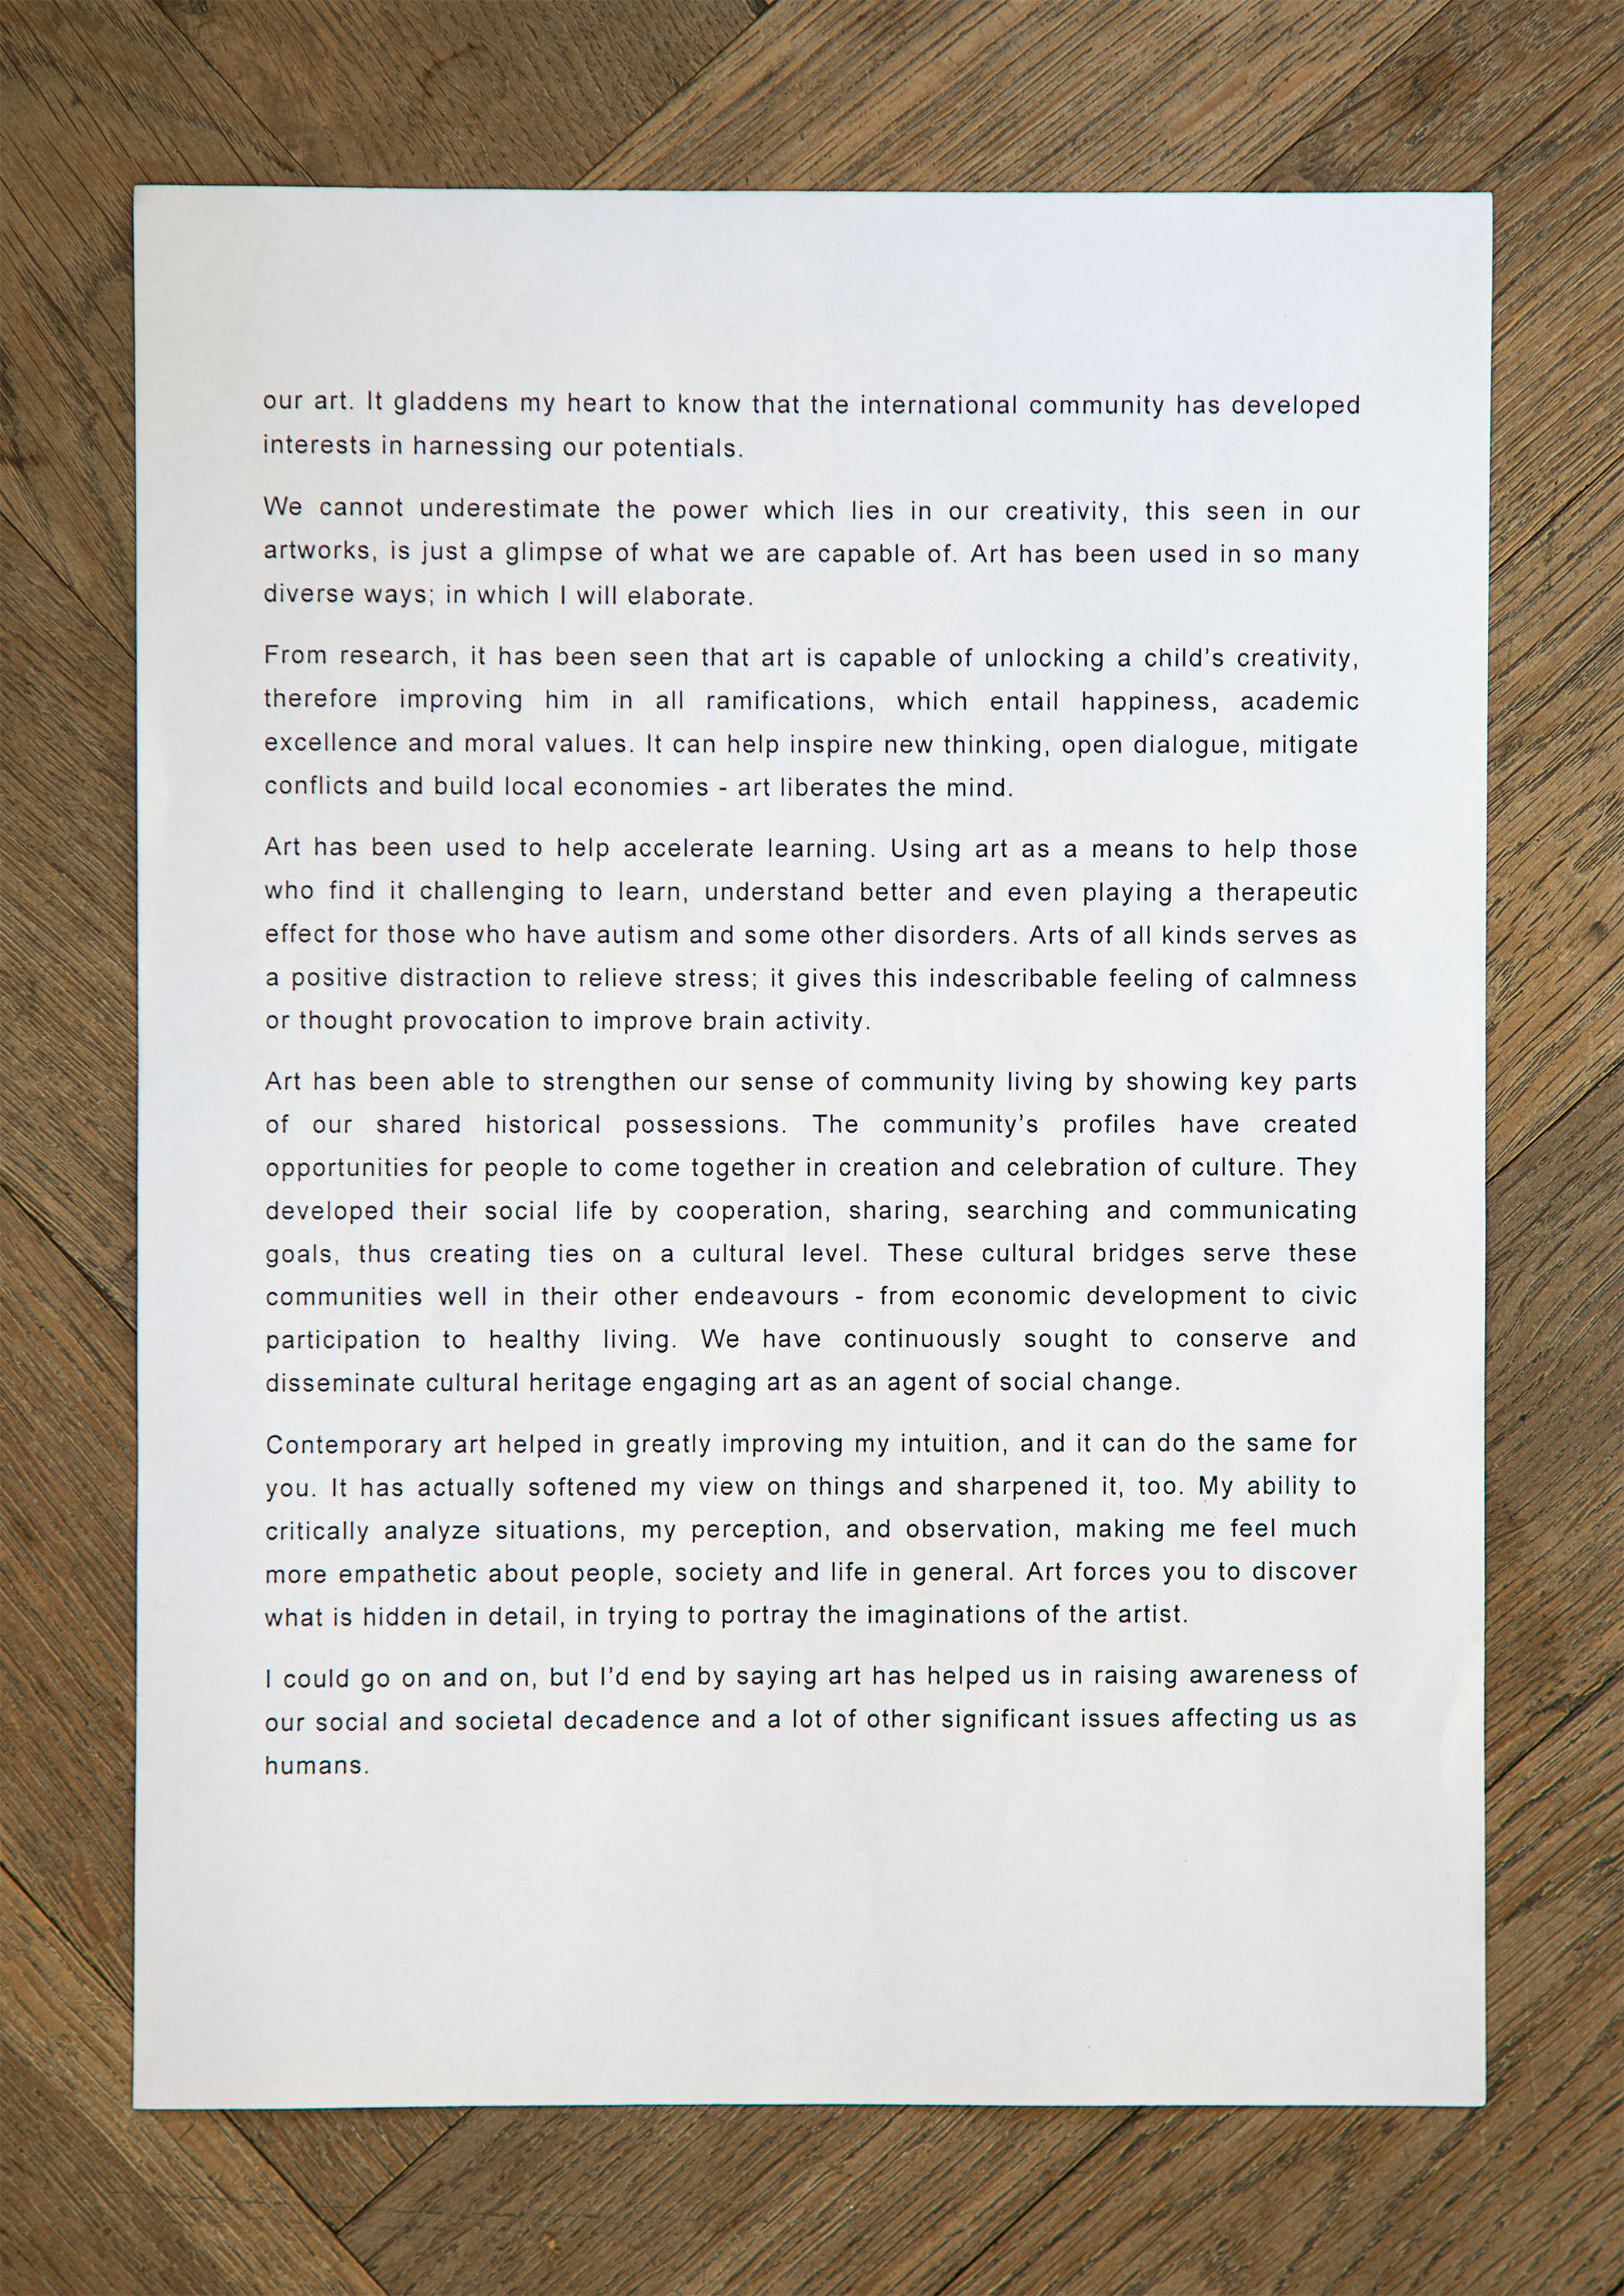 our art. It gladdens my heart to know that the international community has developed
interests in harnessing our potentials.
We cannot underestimate the power which lies in our creativity, this seen in our
artworks, is just a glimpse of what we are capable of. Art has been used in so many
diverse ways; in which I will elaborate.
From research, it has been seen that art is capable of unlocking a child’s creativity,
therefore improving him in all ramifications, which entail happiness, academic
excellence and moral values. It can help inspire new thinking, open dialogue, mitigate
conflicts and build local economies - art liberates the mind.
Art has been used to help accelerate learning. Using art as a means to help those
who find it challenging to learn, understand better and even playing a therapeutic
effect for those who have autism and some other disorders. Arts of all kinds serves as
a positive distraction to relieve stress; it gives this indescribable feeling of calmness
or thought provocation to improve brain activity.
Art has been able to strengthen our sense of community living by showing key parts
of our shared historical possessions. The community’s profiles have created
opportunities for people to come together in creation and celebration of culture. They
developed their social life by cooperation, sharing, searching and communicating
goals, thus creating ties on a cultural level. These cultural bridges serve these
communities well in their other endeavours - from economic development to civic
participation to healthy living. We have continuously sought to conserve and
disseminate cultural heritage engaging art as an agent of social change.
Contemporary art helped in greatly improving my intuition, and it can do the same for
you. It has actually softened my view on things and sharpened it, too. My ability to
critically analyze situations, my perception, and observation, making me feel much
more empathetic about people, society and life in general. Art forces you to discover
what is hidden in detail, in trying to portray the imaginations of the artist.
I could go on and on, but I’d end by saying art has helped us in raising awareness of
our social and societal decadence and a lot of other significant issues affecting us as
humans.